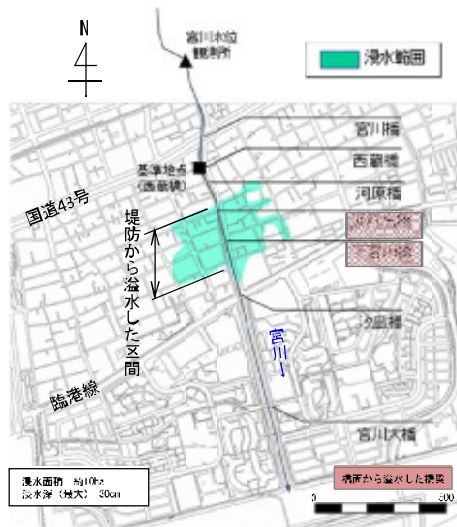 N
宮川水位
観測所
浸水範囲
宮川橋
西蔵橋
基準地点
(西蔵橋)
河原橋
国道43号
堤防から溢水した区間
汐凪橋
宮川↓
臨港線
宮川大橋
浸水面積 約10ha
浸水深（最大） 30cm
橋面から溢水した橋梁
0
500